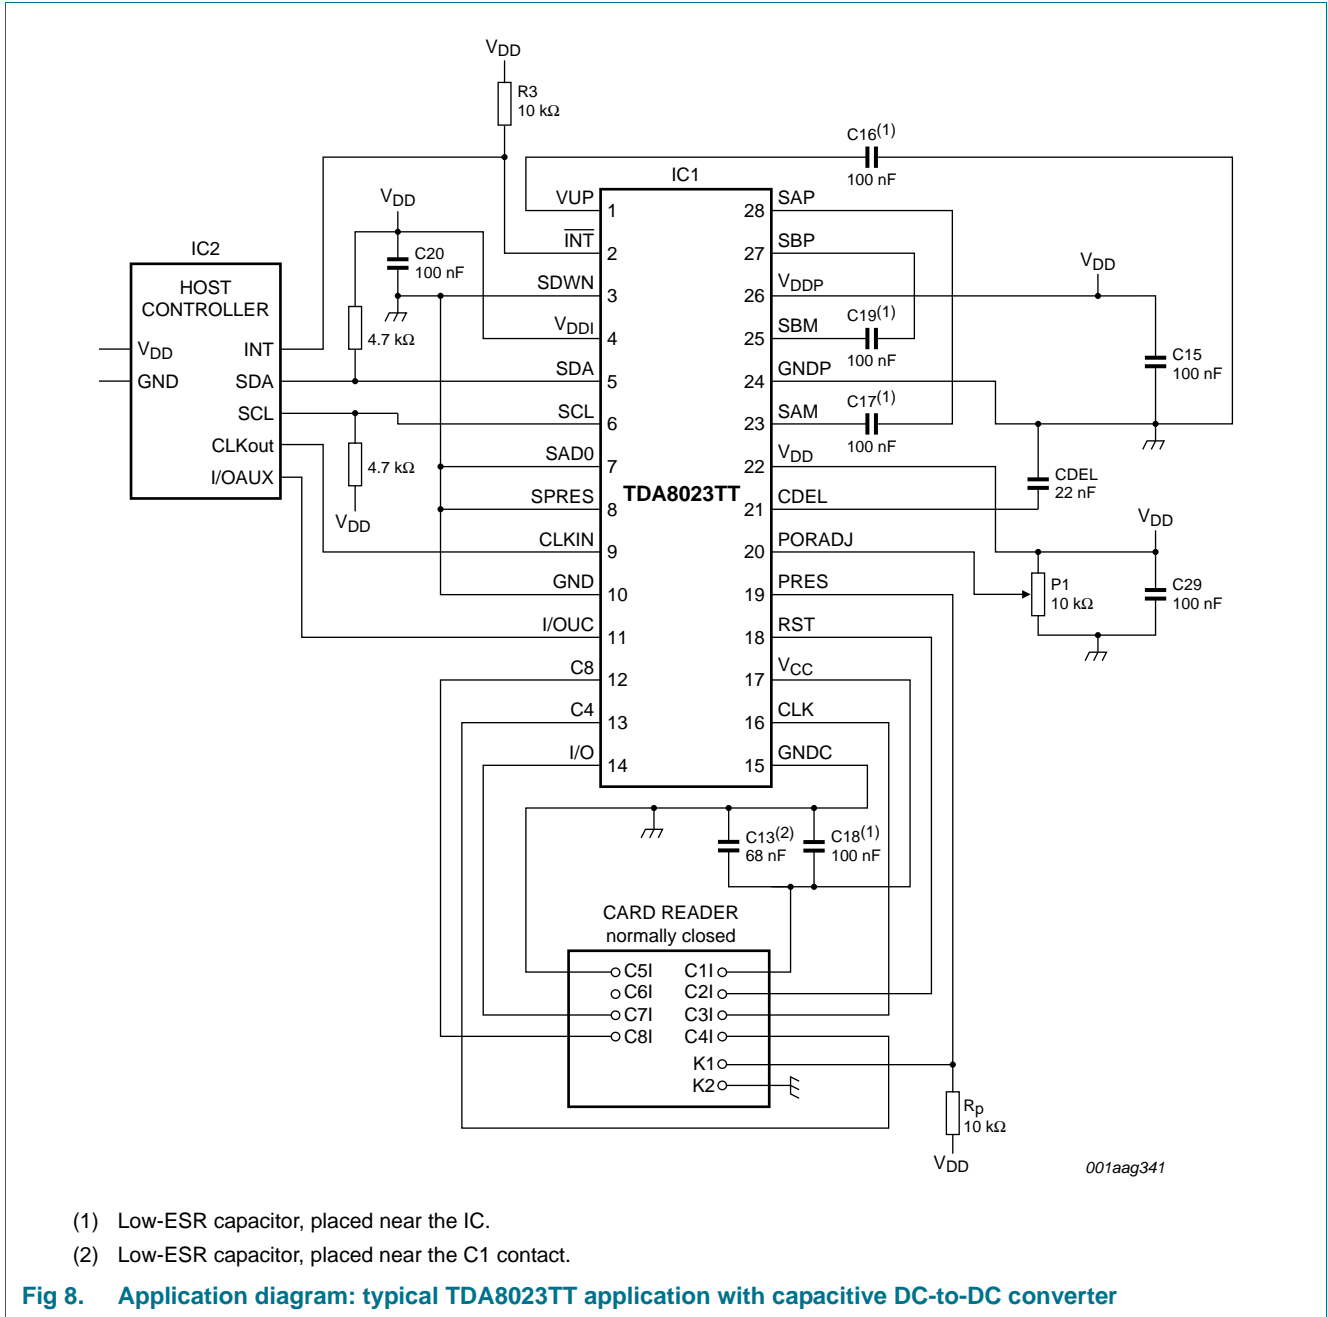 VDD
R3
10 kΩ
C16(1)
100 nF
IC1
VUP
1
INT
2
SDWN
3
VDDI
4
SDA
5
SCL
6
SAD0
7
SPRES
8
CLKIN
9
GND
10
I/OUC
11
C8
12
C4
13
I/O
14
TDA8023TT
SAP
28
SBP
27
VDDP
26
SBM
25
GNDP
24
SAM
23
VDD
22
CDEL
21
PORADJ
20
PRES
19
RST
18
VCC
17
CLK
16
GNDC
15
VDD
C20
100 nF
4.7 kΩ
4.7 kΩ
VDD
IC2
HOST
CONTROLLER
VDD
GND
INT
SDA
SCL
CLKout
I/OAUX
C19(1)
100 nF
C17(1)
100 nF
VDD
C15
100 nF
CDEL
22 nF
VDD
P1
10 kΩ
C29
100 nF
C13(2)
68 nF
C18(1)
100 nF
CARD READER
normally closed
C5I
C6I
C7I
C8I
C1I
C2I
C3I
C4I
K1
K2
Rp
10 kΩ
VDD
001aag341
(1) Low-ESR capacitor, placed near the IC.
(2) Low-ESR capacitor, placed near the C1 contact.
Fig 8. Application diagram: typical TDA8023TT application with capacitive DC-to-DC converter